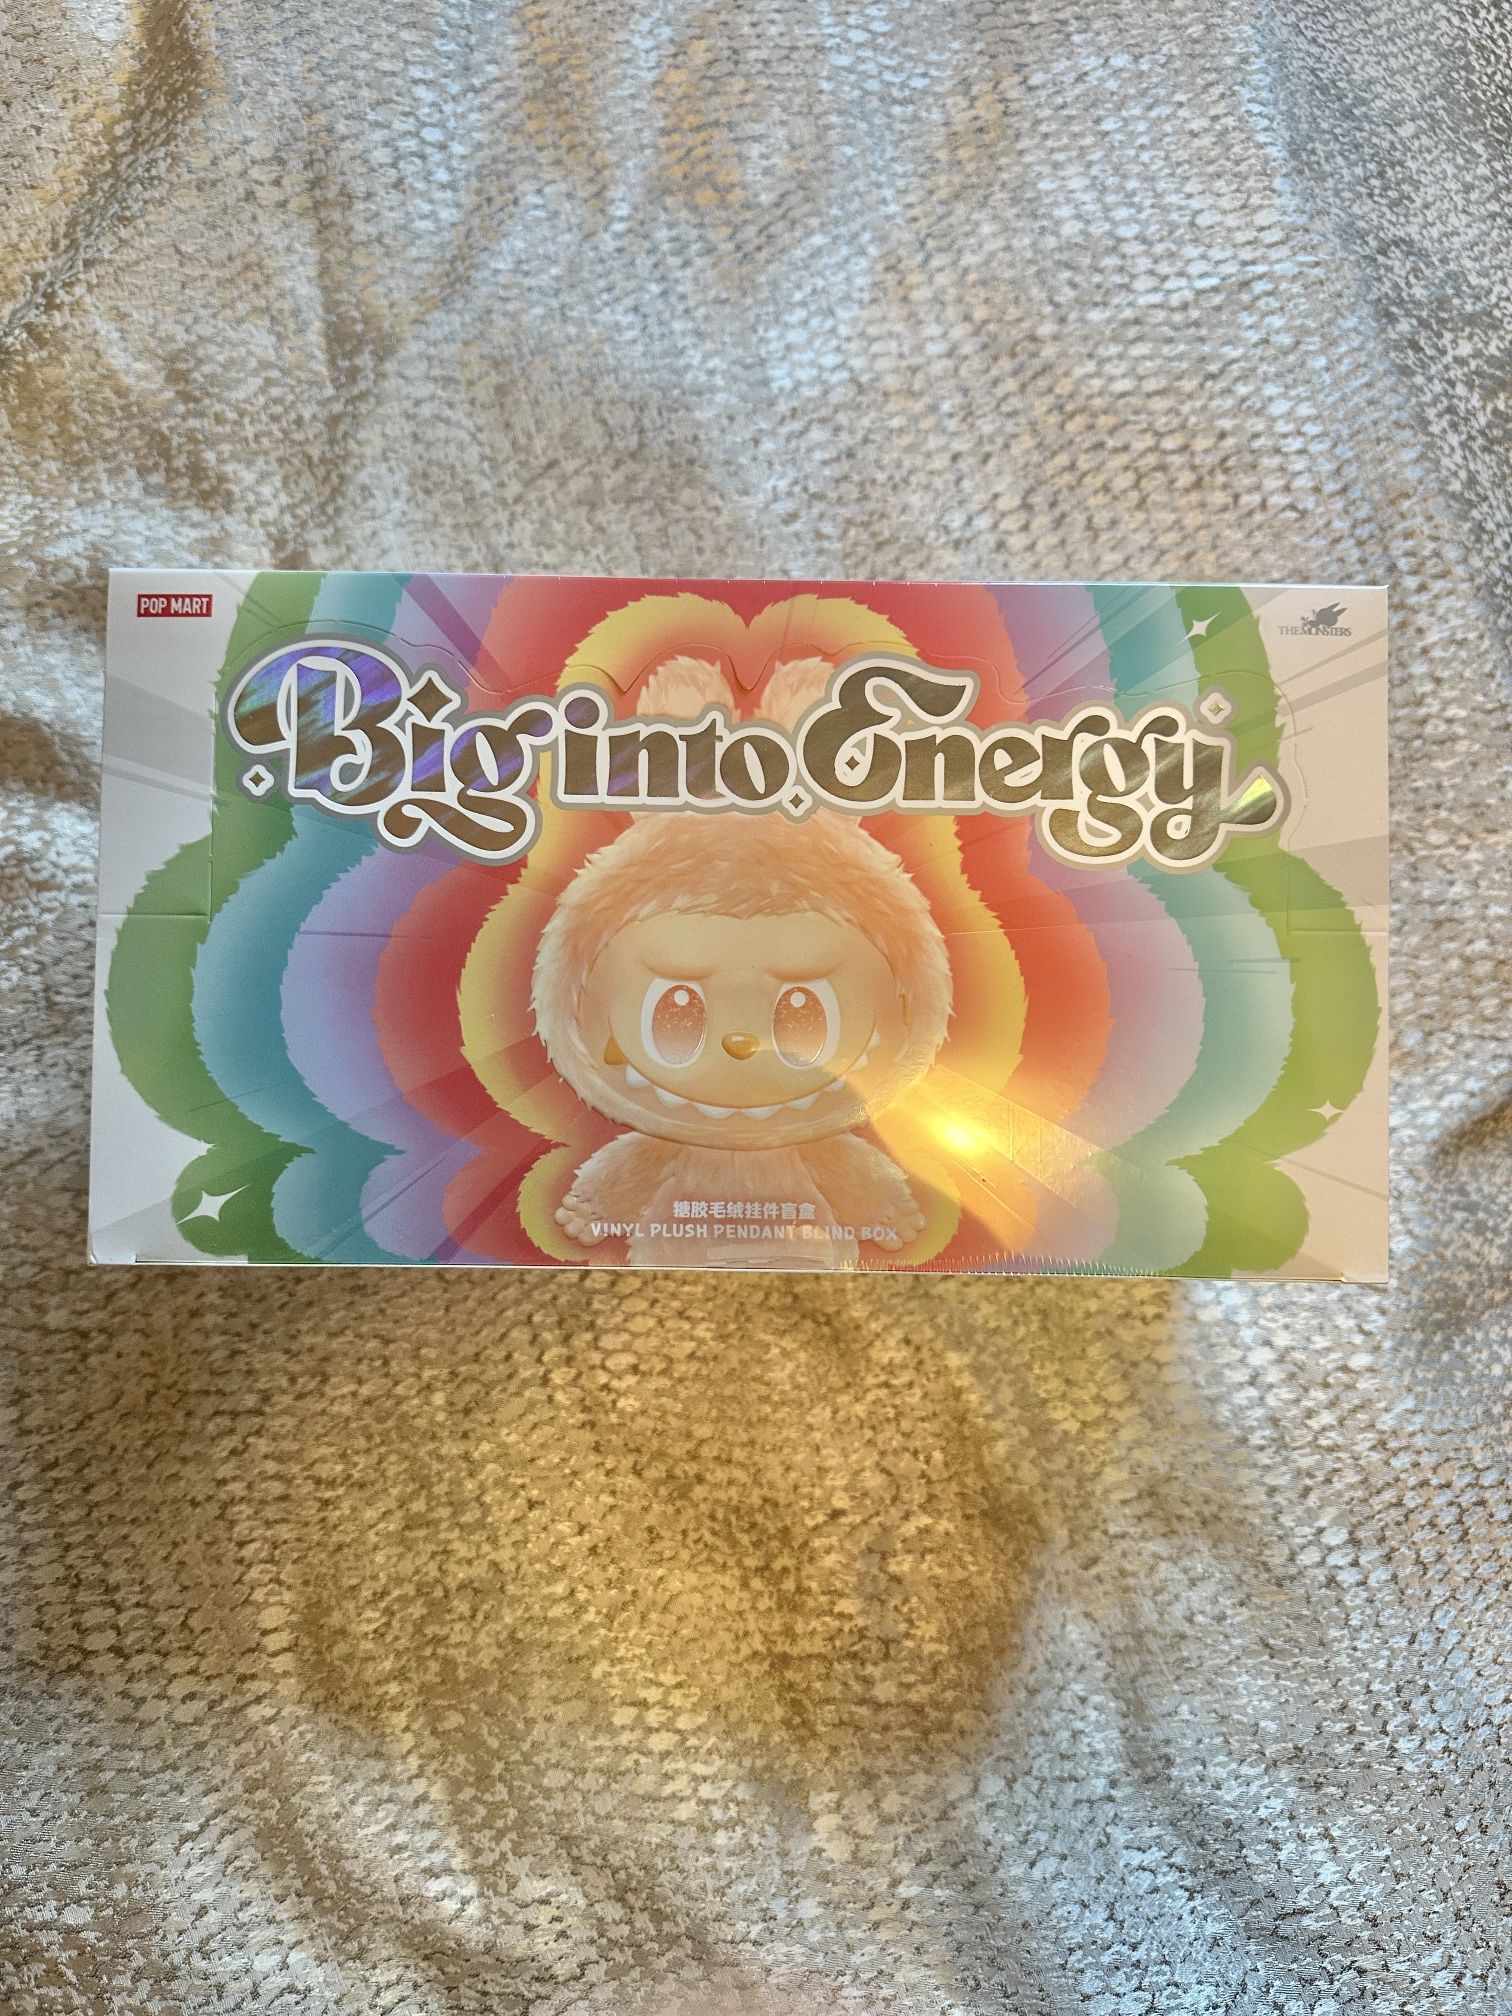 POP MART
THE MONSTERS
Big into Energy
搪胶毛绒挂件盲盒
VINYL PLUSH PENDANT BLIND BOX